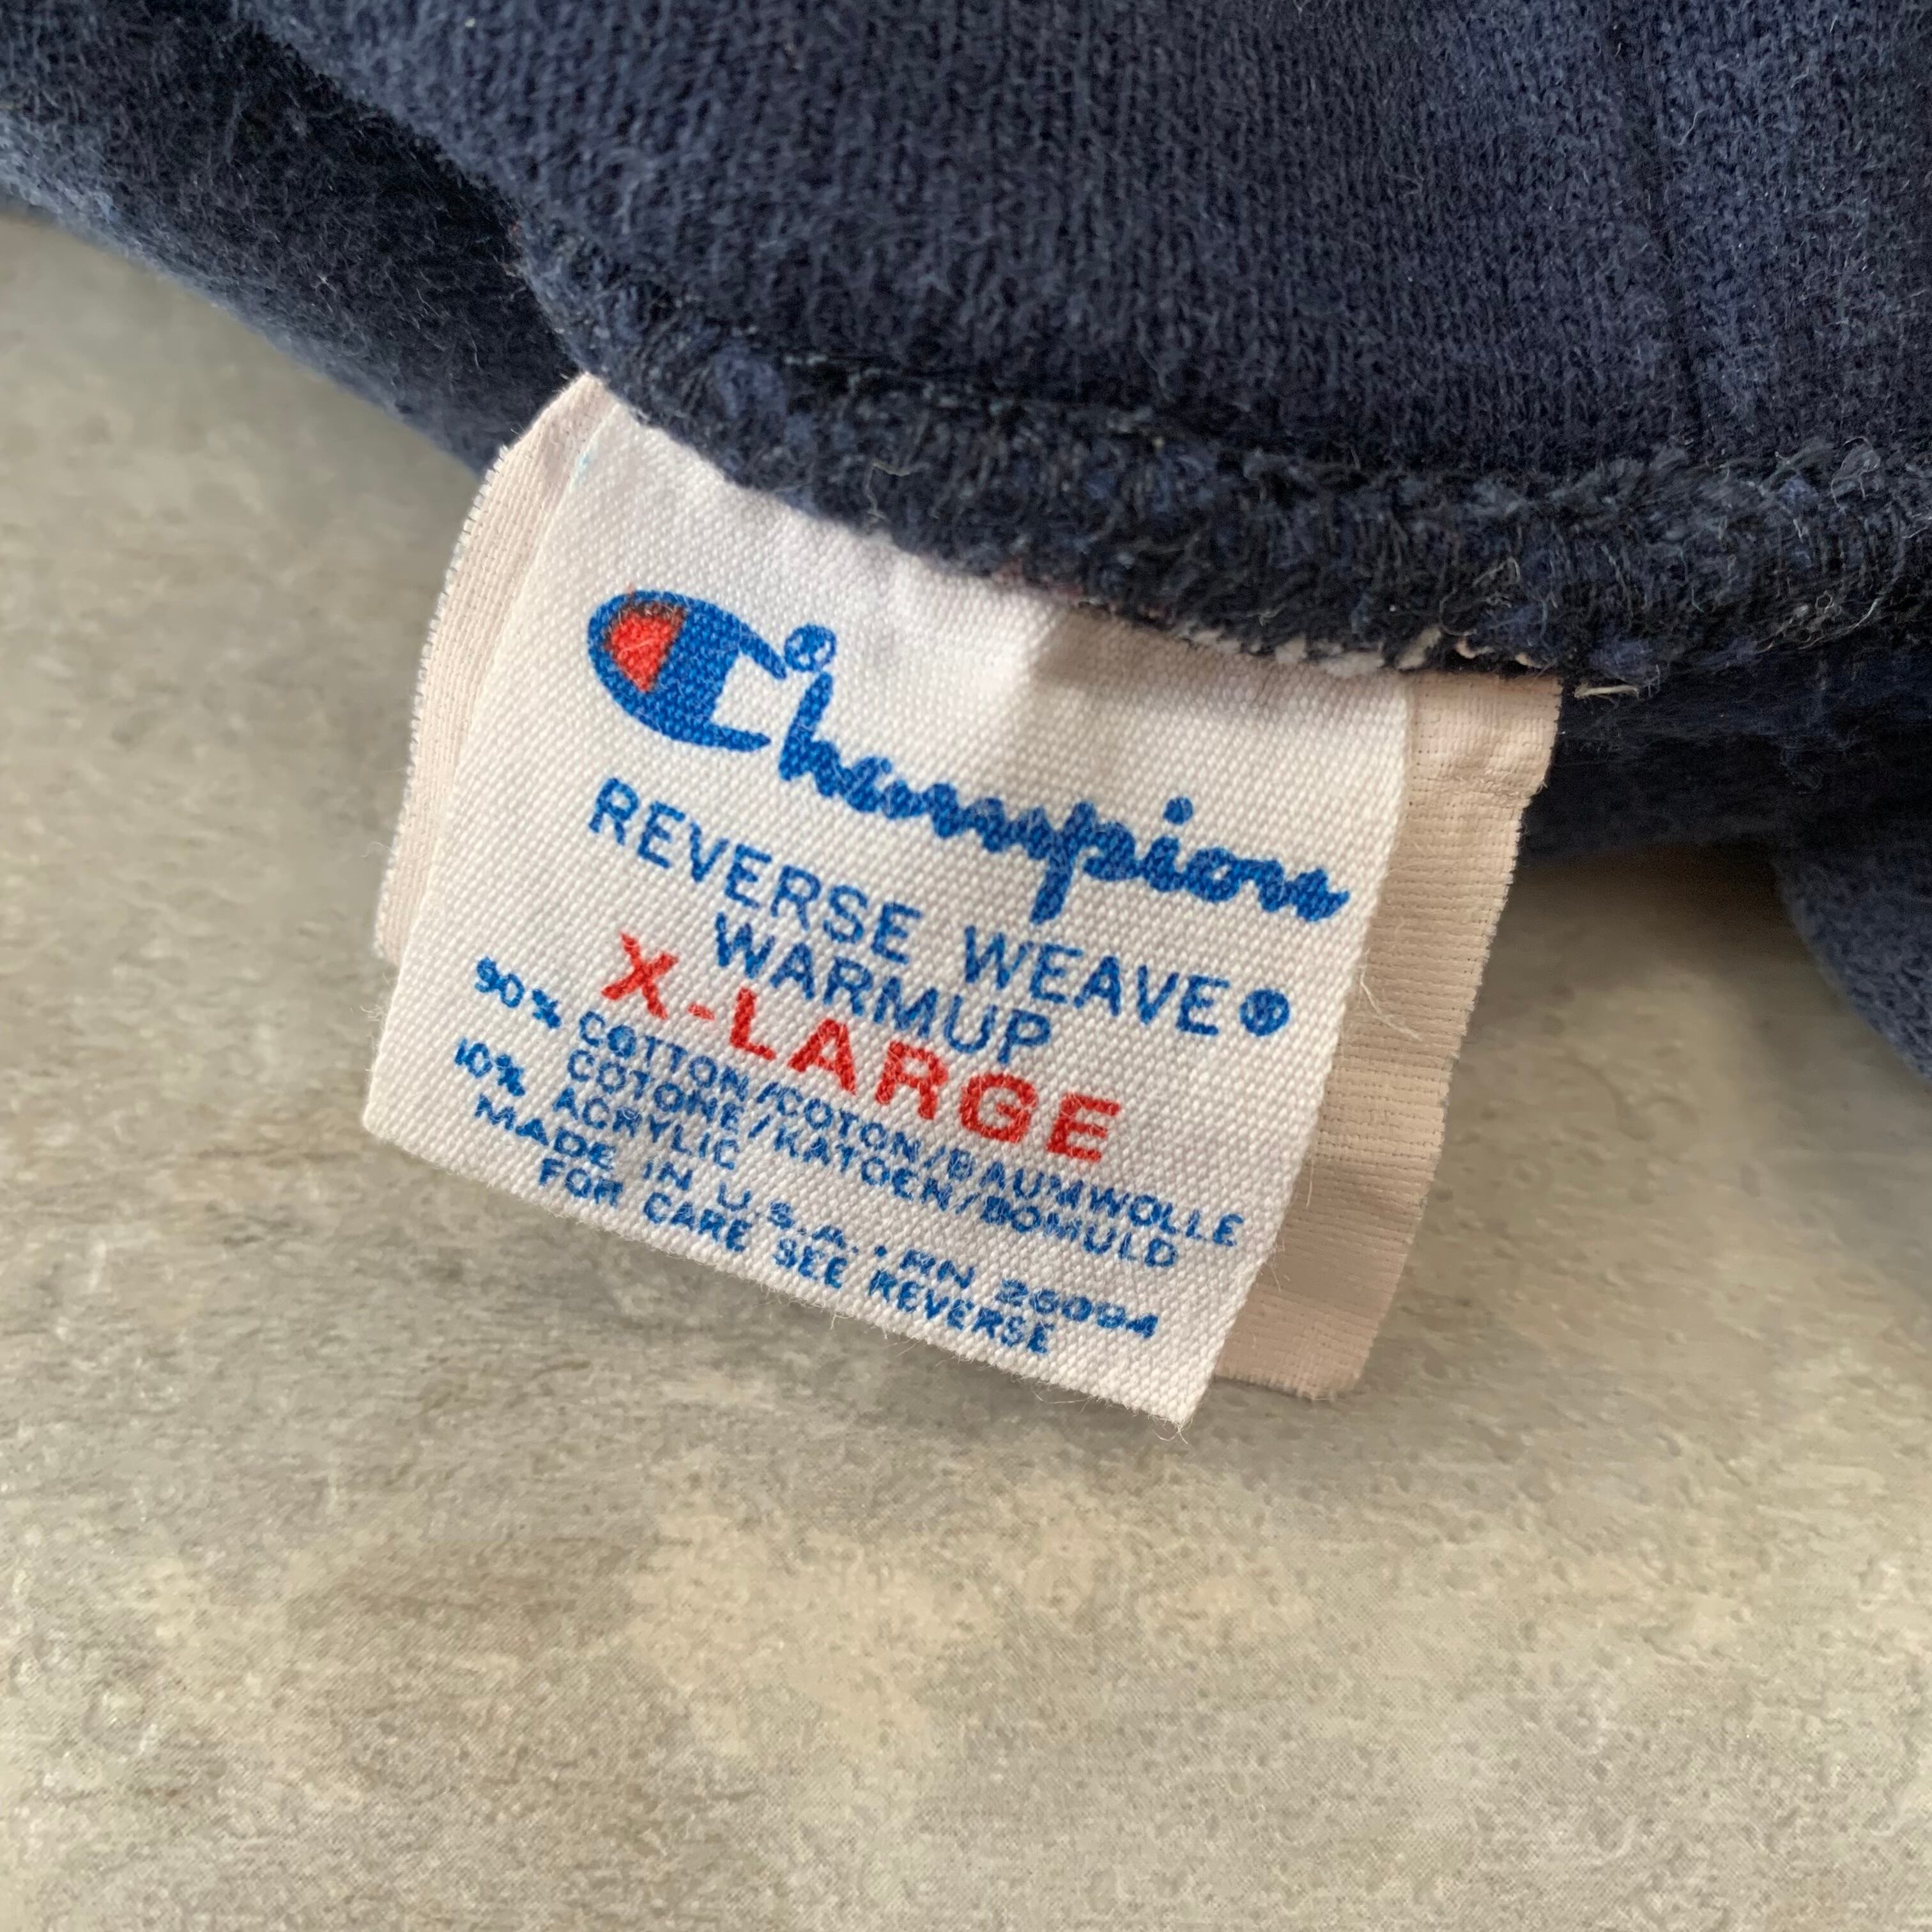 Champion®
REVERSE WEAVE®
WARMUP
X-LARGE
90% COTTON/COTON/BAUMWOLLE
COTONE/KATOEN/BOMULD
10% ACRYLIC
MADE IN U.S.A. • RN 26094
FOR CARE SEE REVERSE